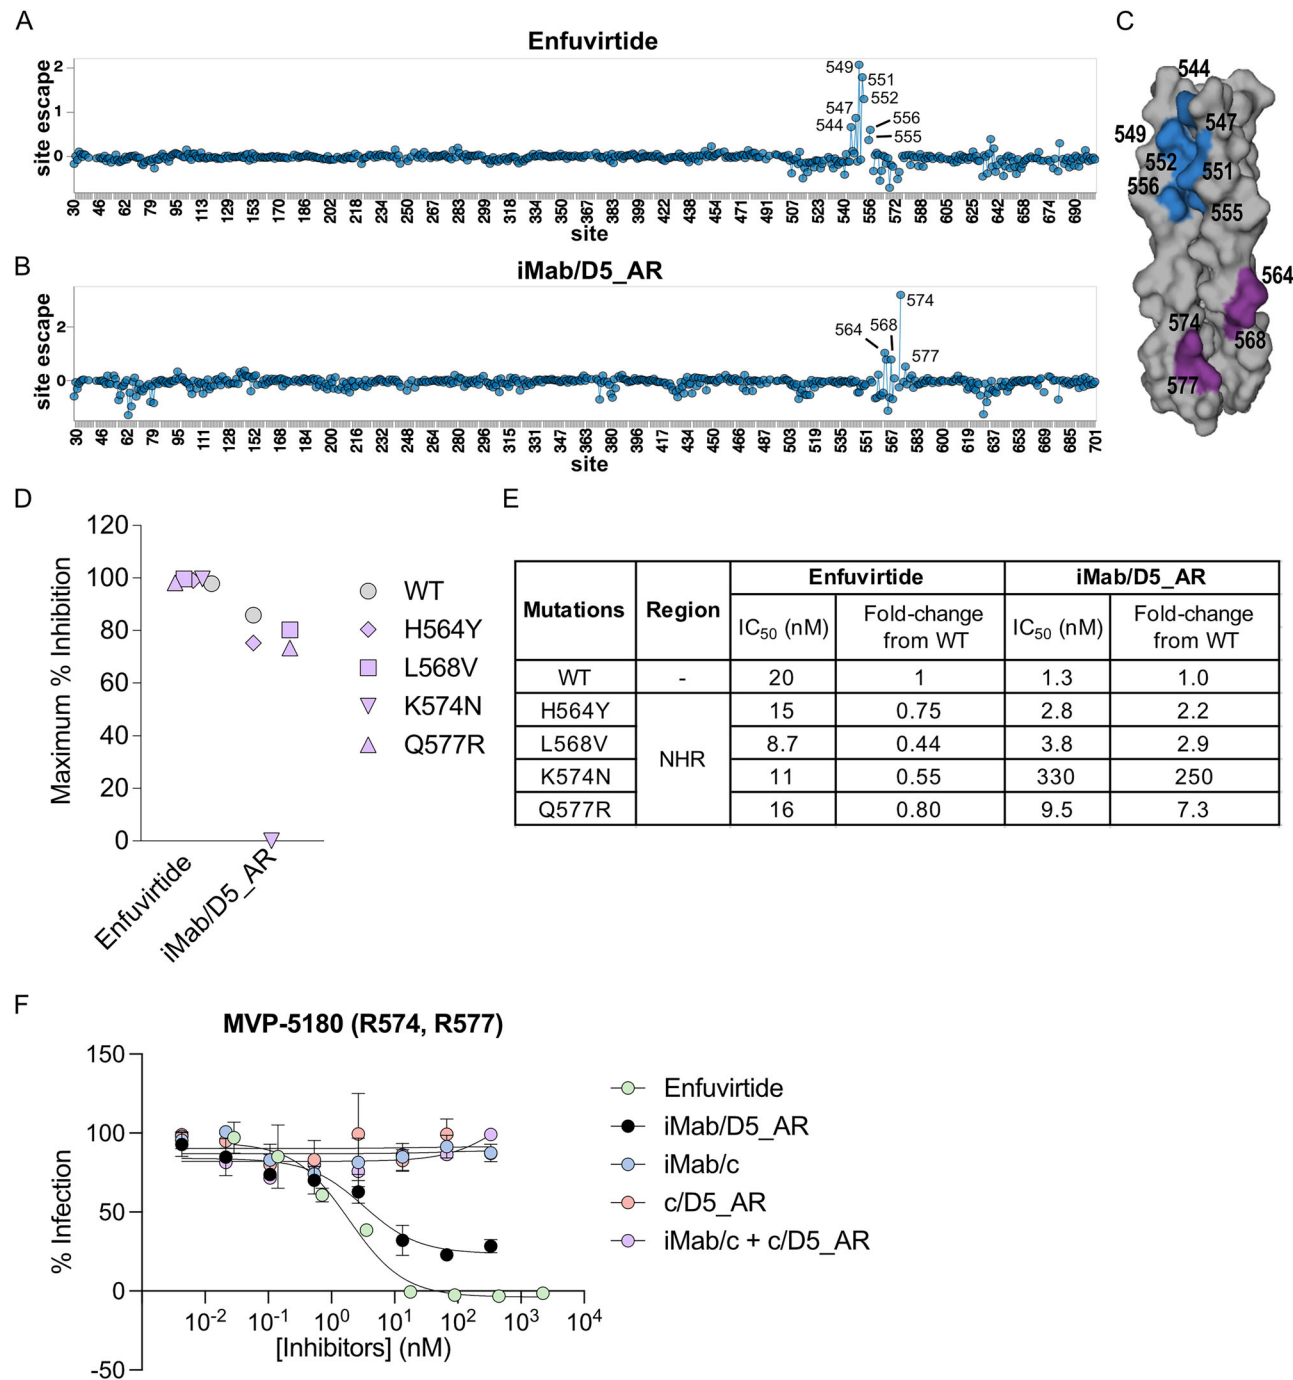 A
Enfuvirtide
site escape
2
1
0
549
551
552
547
544
556
555
30 46 62 79 95 113 129 151 170 186 202 218 234 251 267 283 299 318 334 351 367 383 399 422 438 455 471 491 507 523 540 556 572 588 605 625 642 658 674 690
site
B
iMab/D5_AR
site escape
2
0
574
564
568
577
30 46 62 79 95 111 128 152 168 184 200 216 232 248 264 280 296 315 331 347 363 380 396 417 434 450 466 487 503 519 535 551 567 584 600 619 637 653 669 685 701
site
C
544
547
549
552
551
556
555
564
574
568
577
D
Maximum % Inhibition
120
100
80
60
40
20
0
Enfuvirtide
iMab/D5_AR
WT
H564Y
L568V
K574N
Q577R
E
Mutations Region Enfuvirtide iMab/D5_AR
IC50 (nM) Fold-change from WT IC50 (nM) Fold-change from WT
WT - 20 1 1.3 1.0
H564Y NHR 15 0.75 2.8 2.2
L568V 8.7 0.44 3.8 2.9
K574N 11 0.55 330 250
Q577R 16 0.80 9.5 7.3
F
MVP-5180 (R574, R577)
% Infection
150
100
50
0
-50
10-2 10-1 100 101 102 103 104
[Inhibitors] (nM)
Enfuvirtide
iMab/D5_AR
iMab/c
c/D5_AR
iMab/c + c/D5_AR